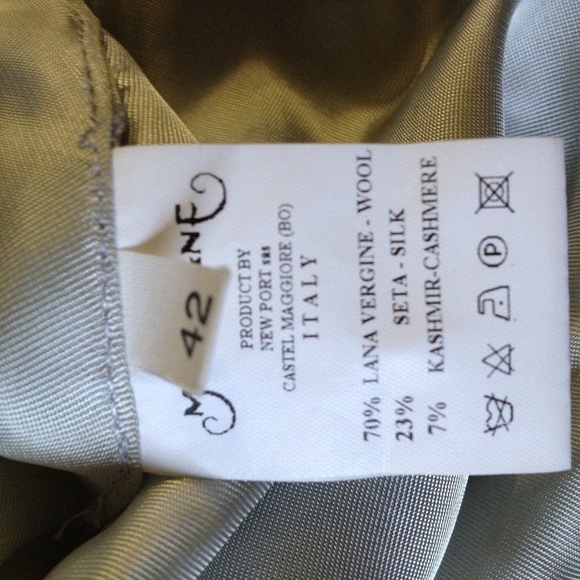 42
PRODUCT BY
NEW PORT SRS
CASTEL MAGGIORE (BO)
ITALY
70% LANA VERGINE - WOOL
23% SETA - SILK
7% KASHMIR-CASHMERE
P